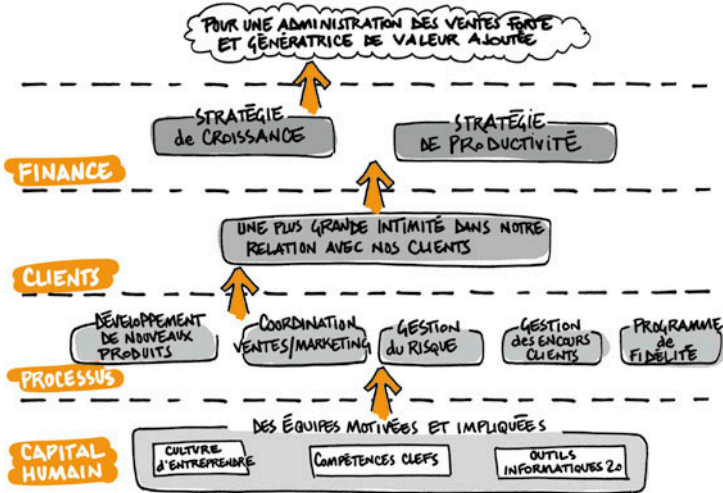 POUR UNE ADMINISTRATION DES VENTES FORTE
ET GÉNÉRATRICE DE VALEUR AJOUTÉE
STRATÉGIE
de CROISSANCE
STRATÉGIE
DE PRODUCTIVITÉ
FINANCE
UNE PLUS GRANDE INTIMITÉ DANS NOTRE
RELATION AVEC NOS CLIENTS
CLIENTS
DÉVELOPPEMENT
DE NOUVEAUX
PRODUITS
COORDINATION
VENTES/MARKETING
GESTION
du RISQUE
GESTION
des ENCOURS
CLIENTS
PROGRAMME
de
FIDÉLITÉ
PROCESSUS
DES ÉQUIPES MOTIVÉES ET IMPLIQUÉES
CAPITAL
HUMAIN
CULTURE
d'ENTREPRENDRE
COMPÉTENCES CLEFS
OUTILS
INFORMATIQUES 2.0